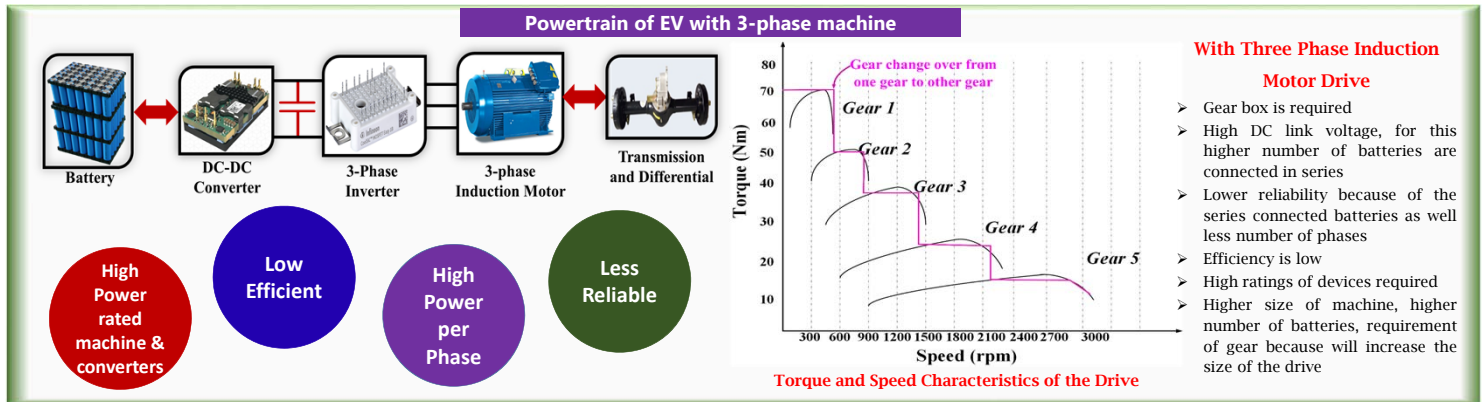 Powertrain of EV with 3-phase machine
Battery
DC-DC
Converter
3-Phase
Inverter
3-phase
Induction Motor
Transmission
and Differential
High
Power
rated
machine &
converters
Low
Efficient
High
Power
per
Phase
Less
Reliable
Torque (Nm)
80
70
60
50
40
30
20
10
Gear change over from
one gear to other gear
Gear 1
Gear 2
Gear 3
Gear 4
Gear 5
300 600 900 1200 1500 1800 2100 2400 2700 3000
Speed (rpm)
Torque and Speed Characteristics of the Drive
With Three Phase Induction
Motor Drive
➢ Gear box is required
➢ High DC link voltage, for this
higher number of batteries are
connected in series
➢ Lower reliability because of the
series connected batteries as well
less number of phases
➢ Efficiency is low
➢ High ratings of devices required
➢ Higher size of machine, higher
number of batteries, requirement
of gear because will increase the
size of the drive